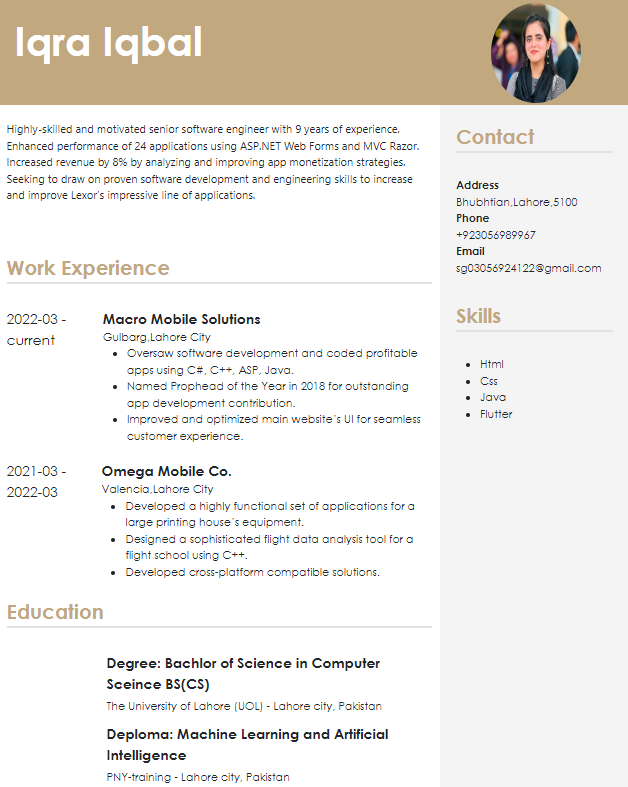 Iqra Iqbal
Highly-skilled and motivated senior software engineer with 9 years of experience.
Enhanced performance of 24 applications using ASP.NET Web Forms and MVC Razor.
Increased revenue by 8% by analyzing and improving app monetization strategies.
Seeking to draw on proven software development and engineering skills to increase
and improve Lexor's impressive line of applications.
Work Experience
2022-03 -
current
Macro Mobile Solutions
Gulbarg,Lahore City
• Oversaw software development and coded profitable
apps using C#, C++, ASP, Java.
• Named Prophead of the Year in 2018 for outstanding
app development contribution.
• Improved and optimized main website`s UI for seamless
customer experience.
2021-03 -
2022-03
Omega Mobile Co.
Valencia,Lahore City
• Developed a highly functional set of applications for a
large printing house`s equipment.
• Designed a sophisticated flight data analysis tool for a
flight school using C++.
• Developed cross-platform compatible solutions.
Education
Degree: Bachlor of Science in Computer
Sceince BS(CS)
The University of Lahore (UOL) - Lahore city, Pakistan
Deploma: Machine Learning and Artificial
Intelligence
PNY-training - Lahore city, Pakistan
Contact
Address
Bhubhtian,Lahore,5100
Phone
+923056989967
Email
sg03056924122@gmail.com
Skills
• Html
• Css
• Java
• Flutter